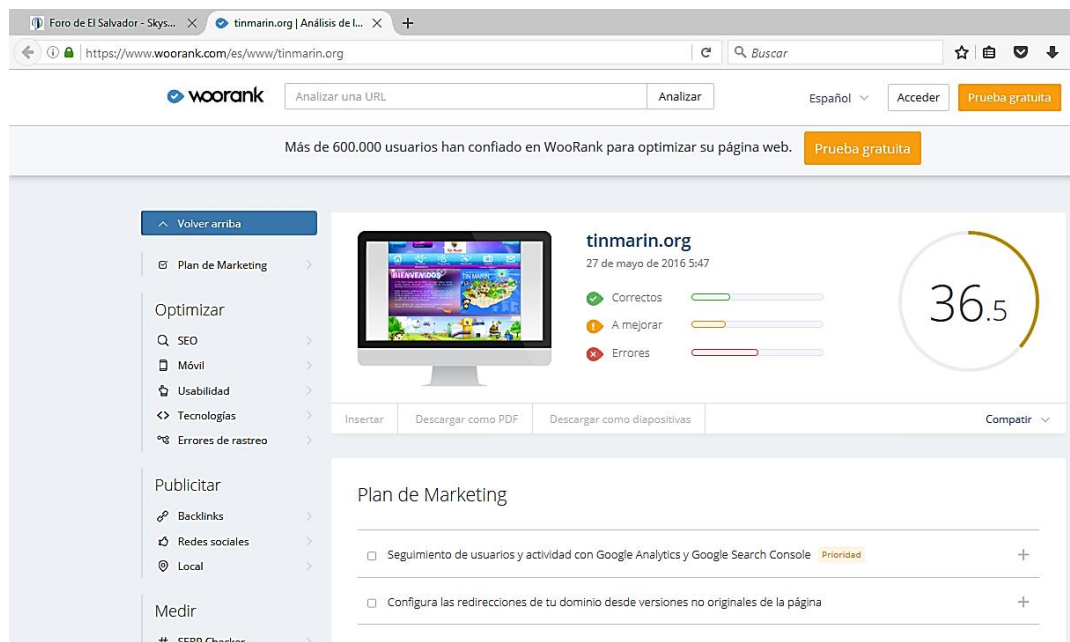 Foro de El Salvador - Skys...
tinmarin.org | Análisis de l...
https://www.woorank.com/es/www/tinmarin.org
Buscar
woorank
Analizar una URL
Analizar
Español
Acceder
Prueba gratuita
Más de 600.000 usuarios han confiado en WooRank para optimizar su página web.
Prueba gratuita
Volver arriba
Plan de Marketing
Optimizar
SEO
Móvil
Usabilidad
Tecnologías
Errores de rastreo
Publicitar
Backlinks
Redes sociales
Local
Medir
# SERP Checker
BIENVENIDOS
TIN MARIN
tinmarin.org
27 de mayo de 2016 5:47
Correctos
A mejorar
Errores
36.5
Insertar
Descargar como PDF
Descargar como diapositivas
Compatir
Plan de Marketing
Seguimiento de usuarios y actividad con Google Analytics y Google Search Console Prioridad
Configura las redirecciones de tu dominio desde versiones no originales de la página